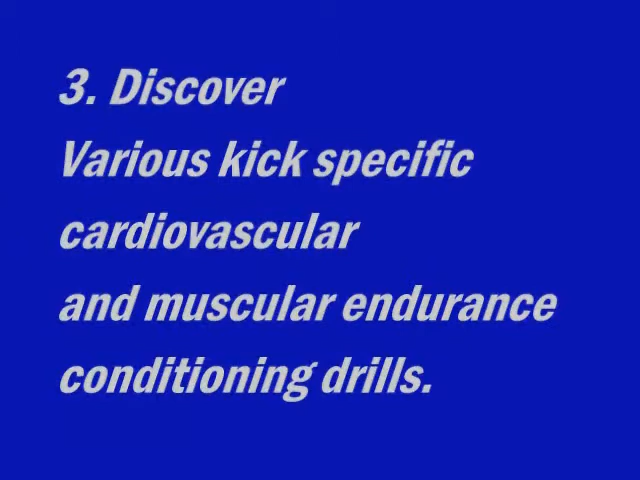 3. Discover
Various kick specific
cardiovascular
and muscular endurance
conditioning drills.